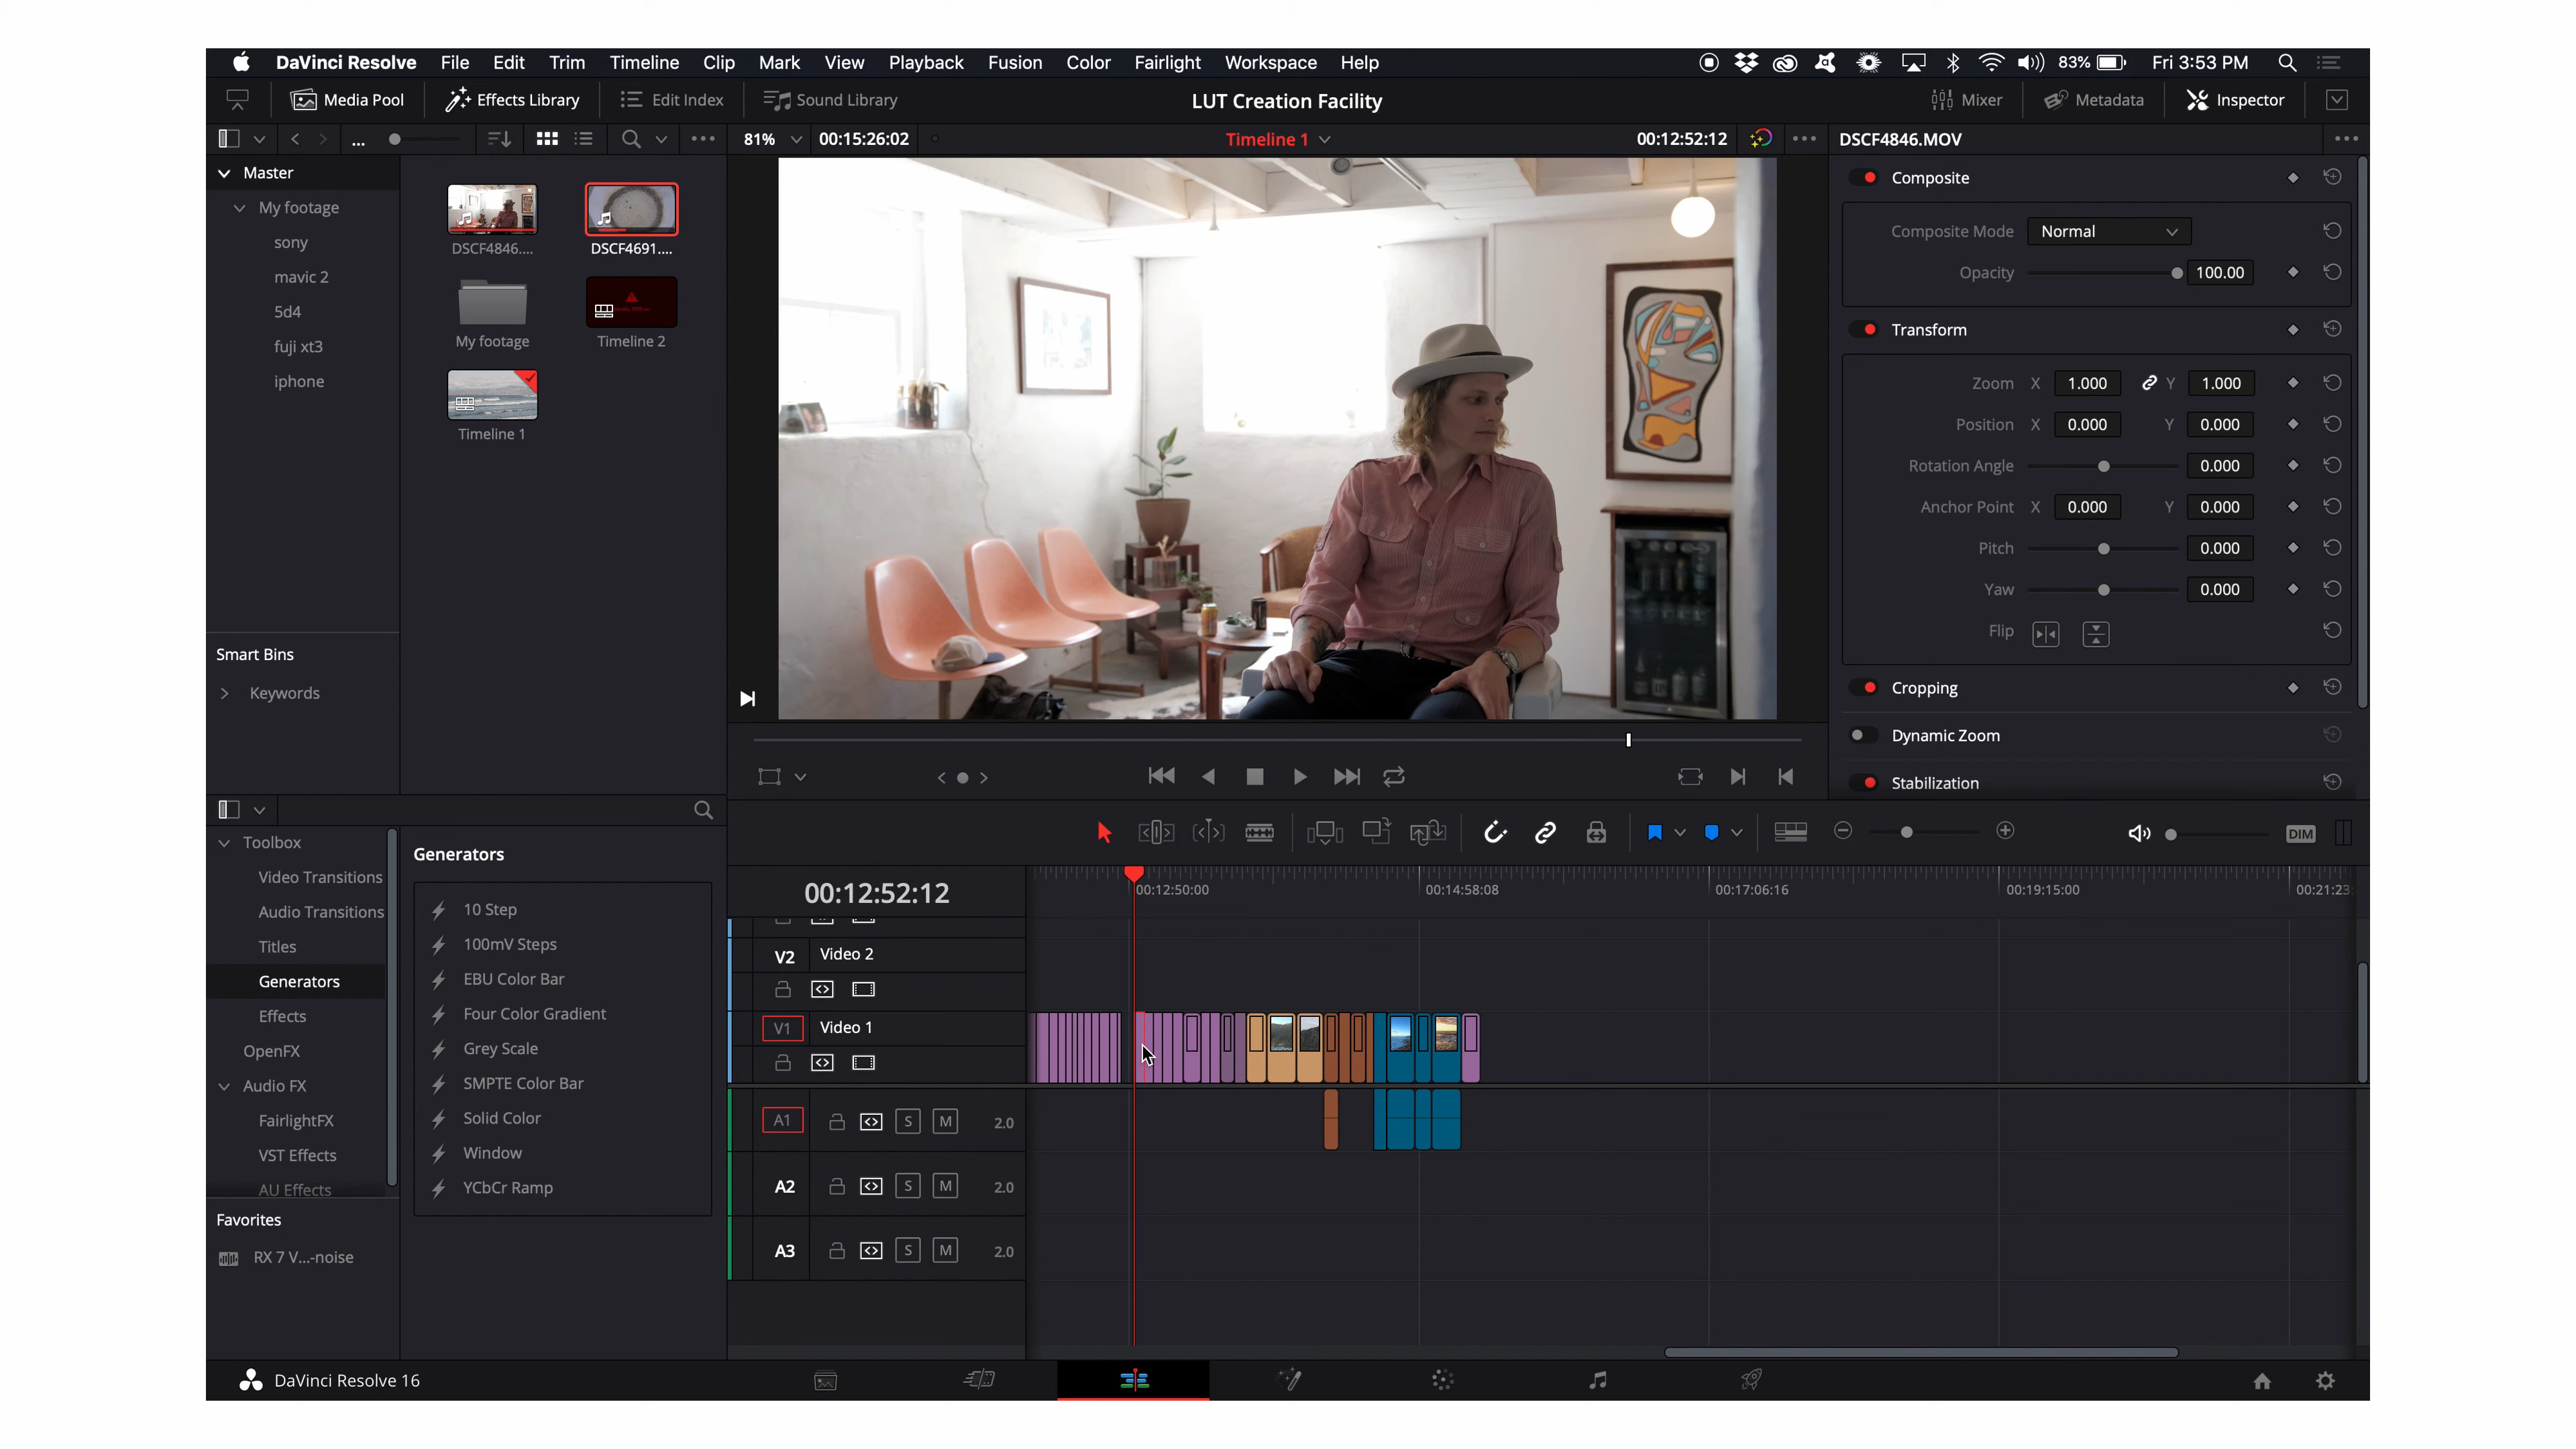 DaVinci Resolve File Edit Trim Timeline Clip Mark View Playback Fusion Color Fairlight Workspace Help 83% Fri 3:53 PM
Media Pool Effects Library Edit Index Sound Library LUT Creation Facility Mixer Metadata Inspector
... 81% 00:15:26:02 Timeline 1 00:12:52:12 DSCF4846.MOV
Master
My footage
sony
mavic 2
5d4
fuji xt3
iphone
DSCF4846.... DSCF4691....
My footage Timeline 2
Timeline 1
Smart Bins
Keywords
Composite
Composite Mode Normal
Opacity 100.00
Transform
Zoom X 1.000 Y 1.000
Position X 0.000 Y 0.000
Rotation Angle 0.000
Anchor Point X 0.000 Y 0.000
Pitch 0.000
Yaw 0.000
Flip
Cropping
Dynamic Zoom
Stabilization
DIM
Toolbox
Video Transitions
Audio Transitions
Titles
Generators
Effects
OpenFX
Audio FX
FairlightFX
VST Effects
AU Effects
Favorites
RX 7 V...-noise
Generators
10 Step
100mV Steps
EBU Color Bar
Four Color Gradient
Grey Scale
SMPTE Color Bar
Solid Color
Window
YCbCr Ramp
00:12:52:12 00:12:50:00 00:14:58:08 00:17:06:16 00:19:15:00 00:21:23:
V2 Video 2
V1 Video 1
A1 S M 2.0
A2 S M 2.0
A3 S M 2.0
DaVinci Resolve 16